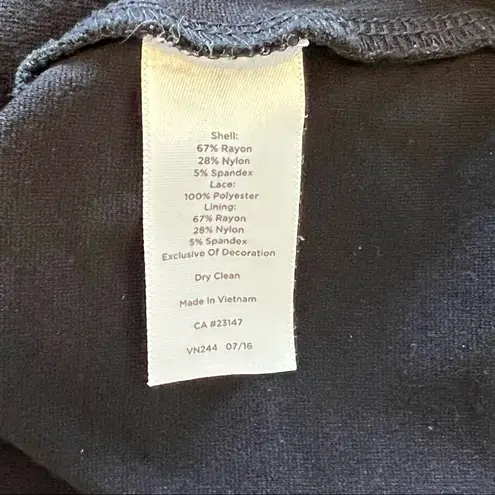 Shell:
67% Rayon
28% Nylon
5% Spandex
Lace:
100% Polyester
Lining:
67% Rayon
28% Nylon
5% Spandex
Exclusive Of Decoration
Dry Clean
Made In Vietnam
CA #23147
VN244 07/16